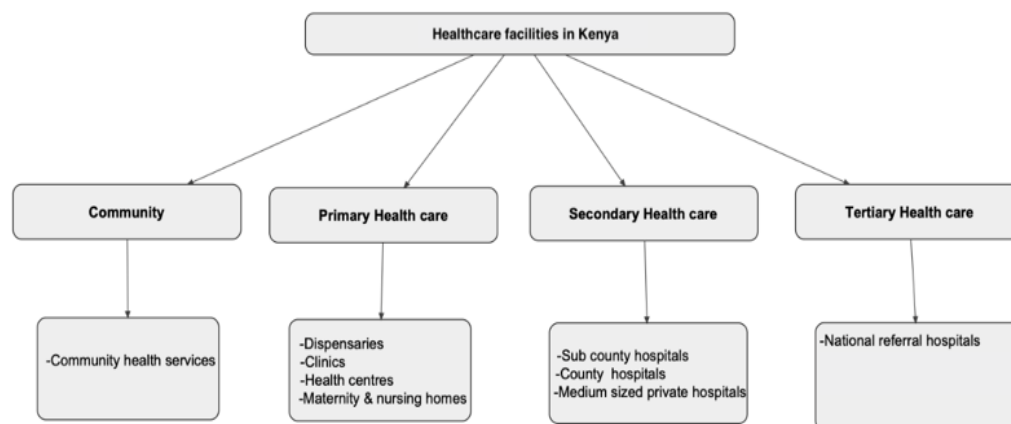 Healthcare facilities in Kenya
Community
Primary Health care
Secondary Health care
Tertiary Health care
-Community health services
-Dispensaries
-Clinics
-Health centres
-Maternity & nursing homes
-Sub county hospitals
-County hospitals
-Medium sized private hospitals
-National referral hospitals